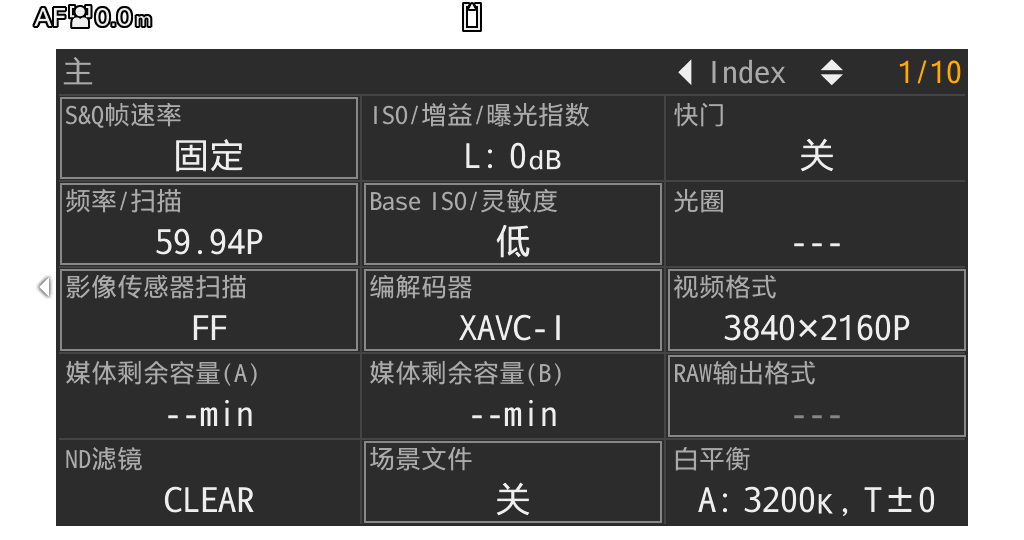 AF 0.0m
主 Index 1/10
S&Q帧速率 ISO/增益/曝光指数 快门
固定 L: 0dB 关
频率/扫描 Base ISO/灵敏度 光圈
59.94P 低 ---
影像传感器扫描 编解码器 视频格式
FF XAVC-I 3840×2160P
媒体剩余容量(A) 媒体剩余容量(B) RAW输出格式
--min --min ---
ND滤镜 场景文件 白平衡
CLEAR 关 A: 3200K, T±0